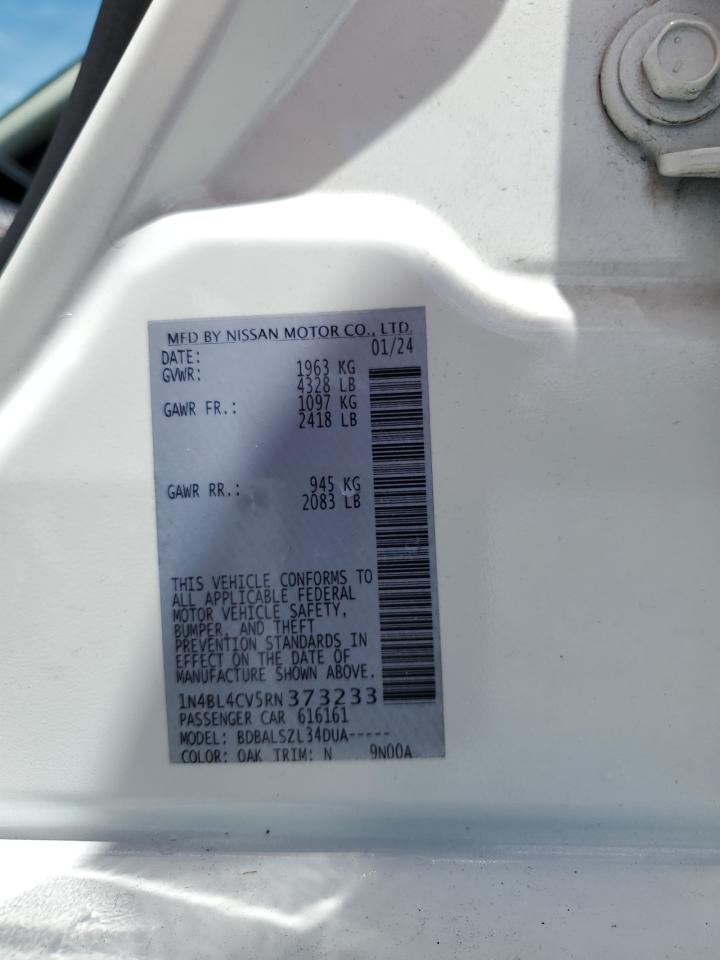 MFD BY NISSAN MOTOR CO., LTD.
DATE: 01/24
GVWR: 1963 KG
4328 LB
GAWR FR.: 1097 KG
2418 LB
GAWR RR.: 945 KG
2083 LB
THIS VEHICLE CONFORMS TO
ALL APPLICABLE FEDERAL
MOTOR VEHICLE SAFETY,
BUMPER, AND THEFT
PREVENTION STANDARDS IN
EFFECT ON THE DATE OF
MANUFACTURE SHOWN ABOVE.
1N4BL4CV5RN373233
PASSENGER CAR 616161
MODEL: BDBALSZL34DUA-----
COLOR: QAK TRIM: N 9N00A